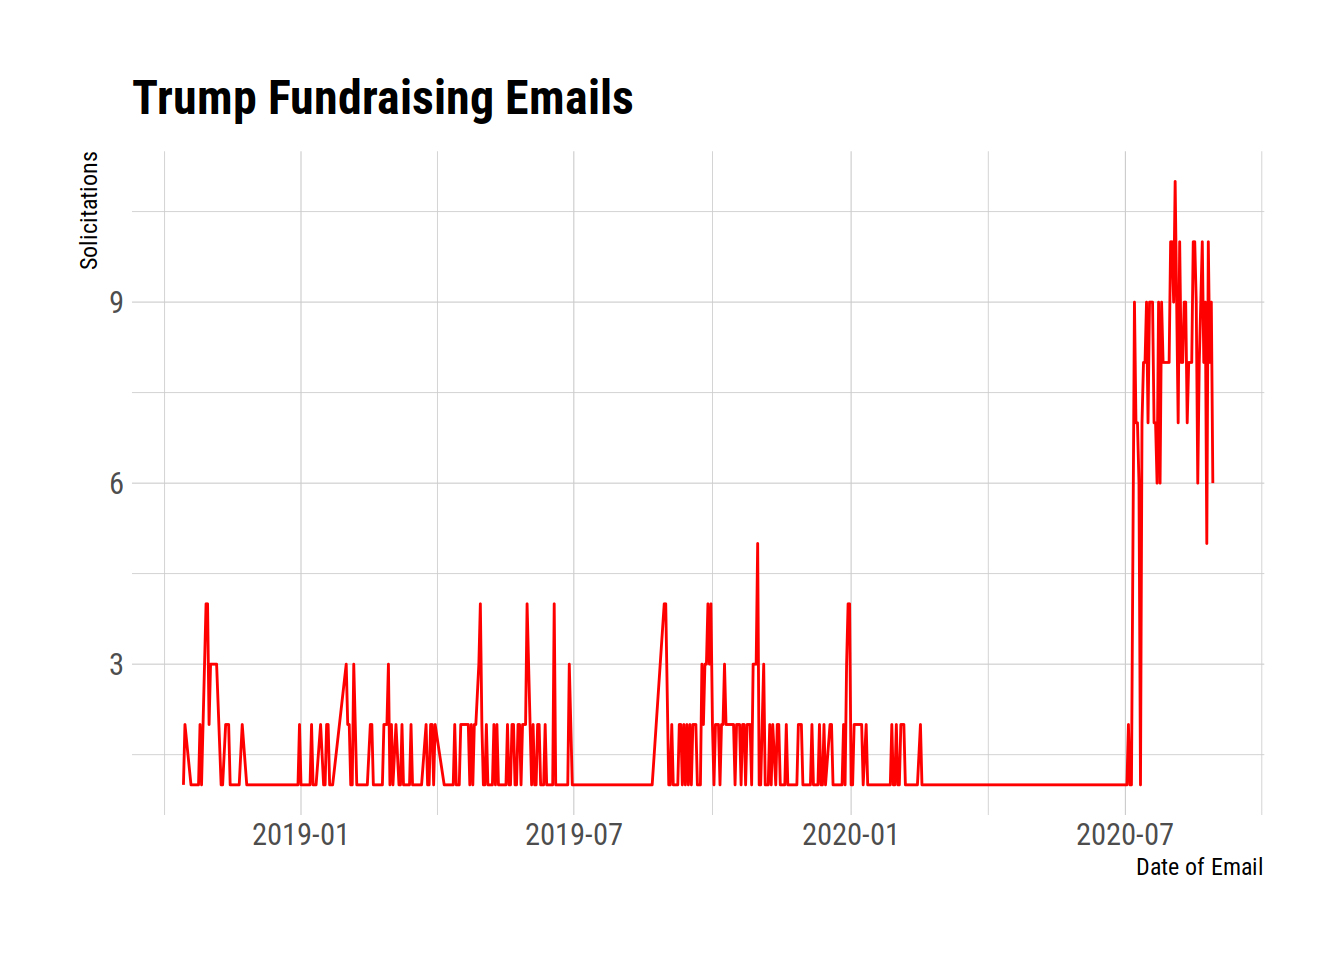 Trump Fundraising Emails
Solicitations
9
6
3
2019-01
2019-07
2020-01
2020-07
Date of Email